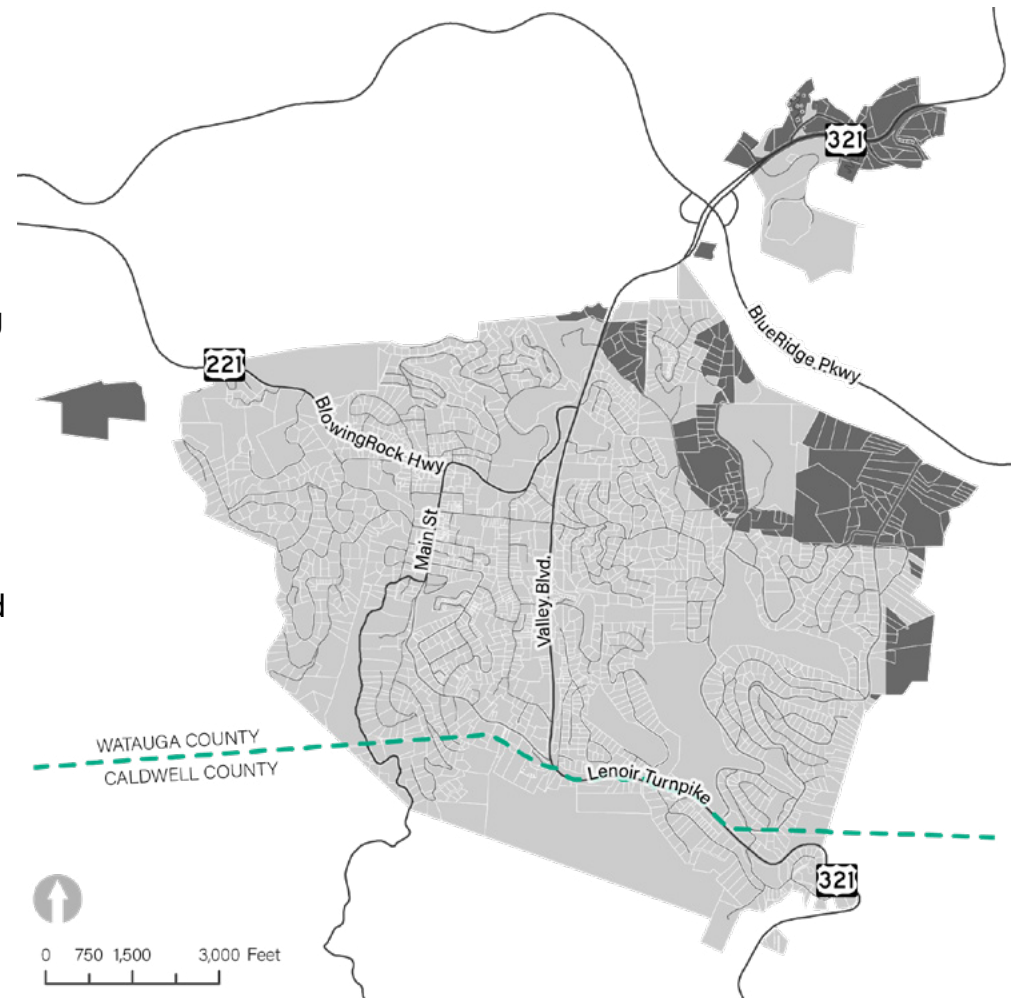 321
BlueRidge Pkwy
221
BlowingRock Hwy
Main St
Valley Blvd.
d
WATAUGA COUNTY
CALDWELL COUNTY
Lenoir Turnpike
321
0 750 1,500 3,000 Feet